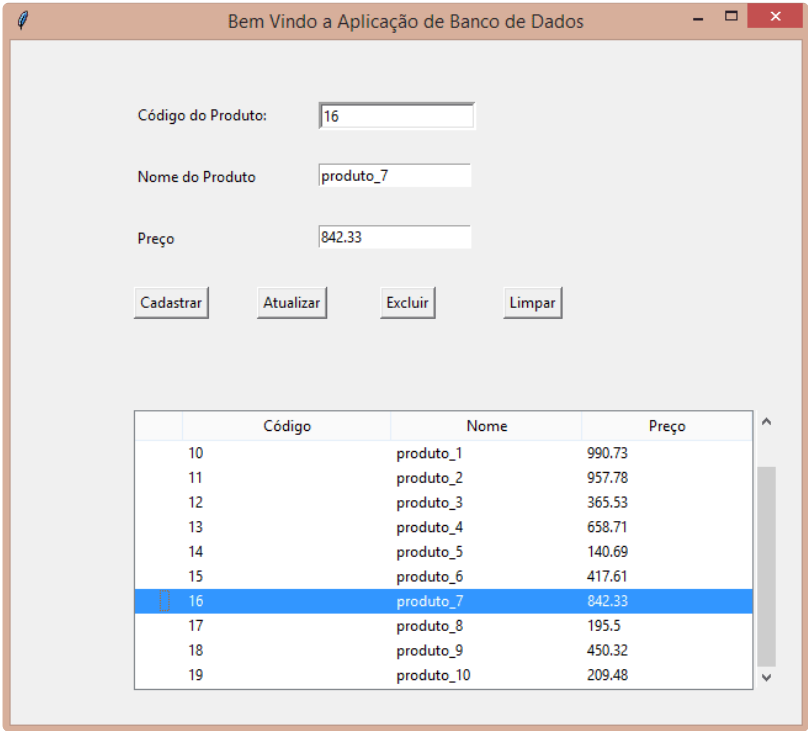 Bem Vindo a Aplicação de Banco de Dados
Código do Produto: 16
Nome do Produto produto_7
Preço 842.33
Cadastrar Atualizar Excluir Limpar
Código Nome Preço
10 produto_1 990.73
11 produto_2 957.78
12 produto_3 365.53
13 produto_4 658.71
14 produto_5 140.69
15 produto_6 417.61
16 produto_7 842.33
17 produto_8 195.5
18 produto_9 450.32
19 produto_10 209.48